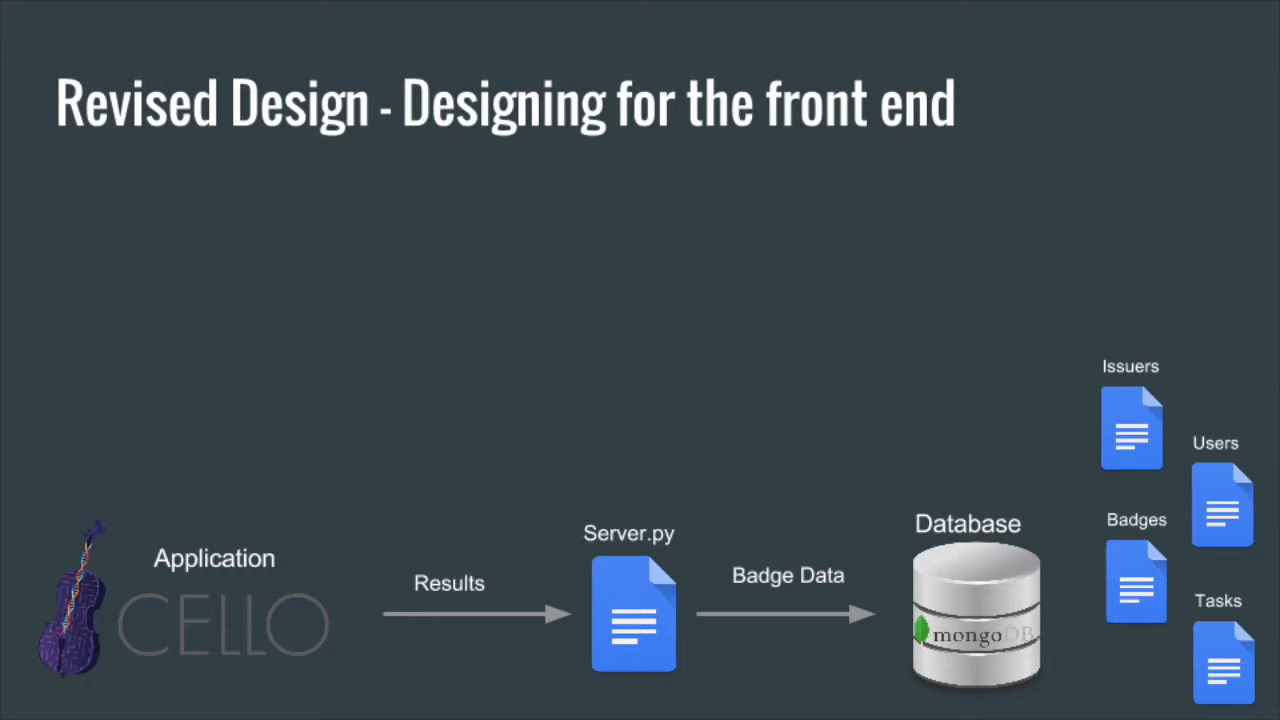 Revised Design - Designing for the front end
Issuers
Users
Badges
Tasks
Database
mongoDB
Server.py
Badge Data
Results
Application
CELLO